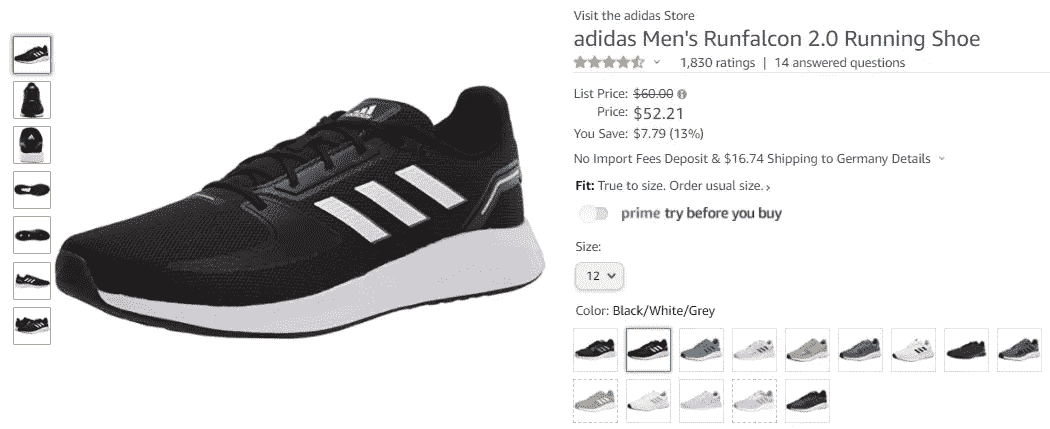 Visit the adidas Store
adidas Men's Runfalcon 2.0 Running Shoe
1,830 ratings | 14 answered questions
List Price: $60.00
Price: $52.21
You Save: $7.79 (13%)
No Import Fees Deposit & $16.74 Shipping to Germany Details
Fit: True to size. Order usual size.
prime try before you buy
Size:
12
Color: Black/White/Grey
adidas